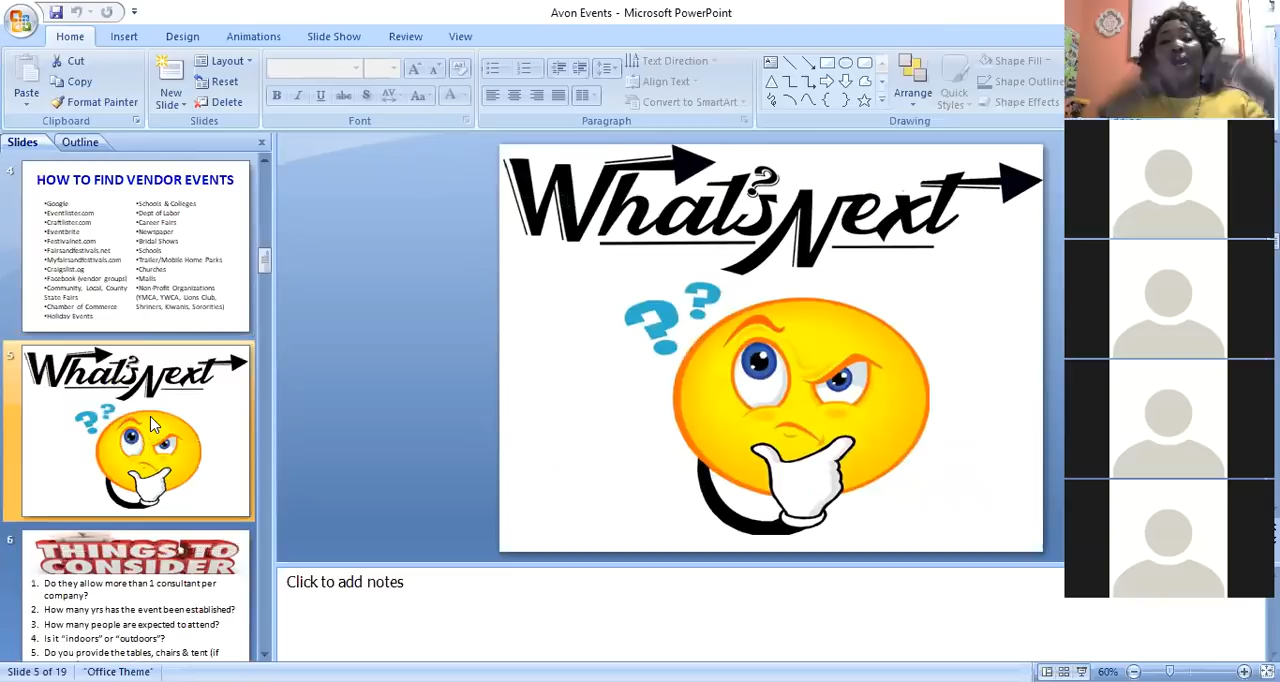 Avon Events - Microsoft PowerPoint
Home Insert Design Animations Slide Show Review View
Paste
Cut
Copy
Format Painter
Clipboard
New
Slide
Layout
Reset
Delete
Slides
B I U abc S AV Aa A
Font
Text Direction
Align Text
Convert to SmartArt
Paragraph
Arrange
Quick
Styles
Shape Fill
Shape Outline
Shape Effects
Drawing
Slides Outline
4
HOW TO FIND VENDOR EVENTS
•Google
•Eventlister.com
•Craftlister.com
•Eventbrite
•Festivalnet.com
•Fairsandfestivals.net
•Myfairsandfestivals.com
•Craigslist.og
•Facebook (vendor groups)
•Community, Local, County
State Fairs
•Chamber of Commerce
•Holiday Events
•Schools & Colleges
•Dept of Labor
•Career Fairs
•Newspaper
•Bridal Shows
•Schools
•Trailer/Mobile Home Parks
•Churches
•Malls
•Non-Profit Organizations
(YMCA, YWCA, Lions Club,
Shriners, Kiwanis, Sororities)
5
What's Next
?
? ?
6
THINGS TO
CONSIDER
1. Do they allow more than 1 consultant per
company?
2. How many yrs has the event been established?
3. How many people are expected to attend?
4. Is it “indoors” or “outdoors”?
5. Do you provide the tables, chairs & tent (if
What's Next
?
? ?
Click to add notes
Slide 5 of 19 "Office Theme" 60%